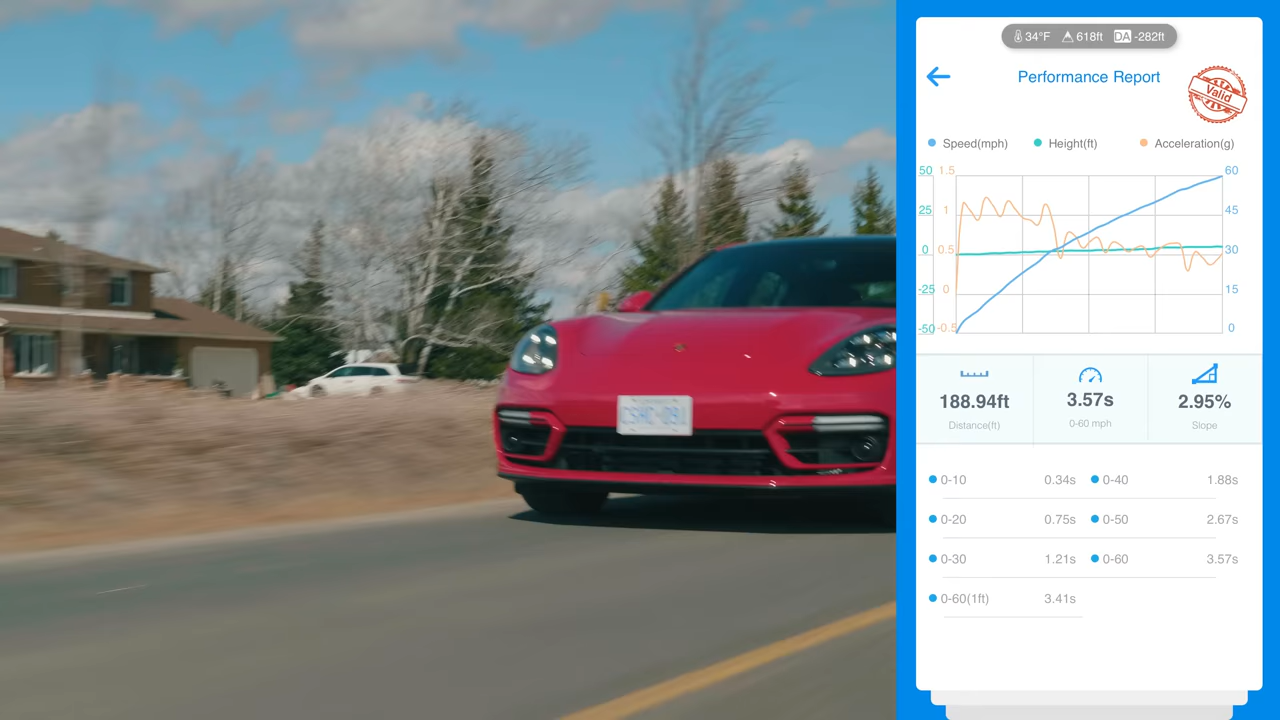 34°F 618ft DA -282ft
Performance Report
Valid
Speed(mph) Height(ft) Acceleration(g)
50 1.5 60
25 1 45
0 0.5 30
-25 0 15
-50 -0.5 0
188.94ft 3.57s 2.95%
Distance(ft) 0-60 mph Slope
0-10 0.34s 0-40 1.88s
0-20 0.75s 0-50 2.67s
0-30 1.21s 0-60 3.57s
0-60(1ft) 3.41s